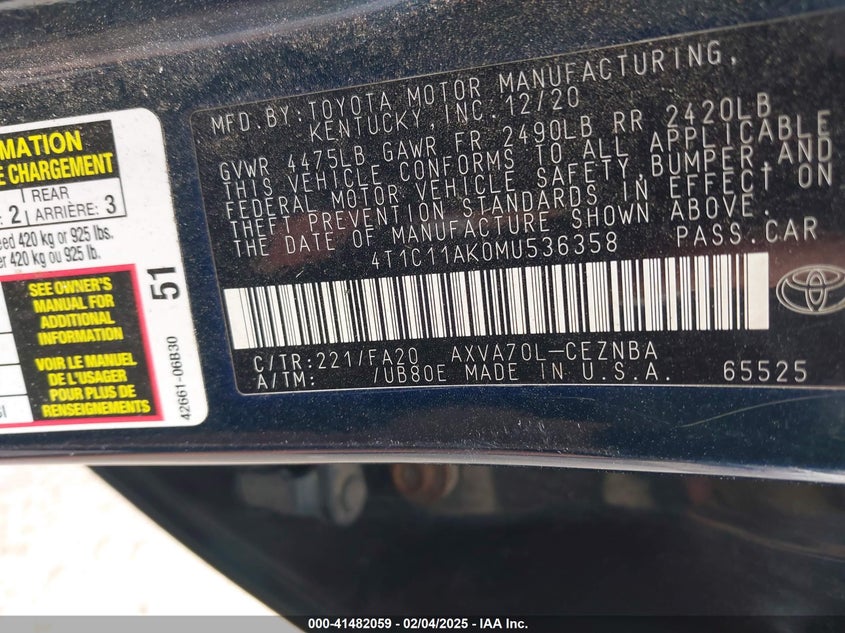 MFD.BY:TOYOTA MOTOR MANUFACTURING,
KENTUCKY,INC.12/20
GVWR 4475LB GAWR FR 2490LB RR 2420LB
THIS VEHICLE CONFORMS TO ALL APPLICABLE
FEDERAL MOTOR VEHICLE SAFETY,BUMPER,AND
THEFT PREVENTION STANDARDS IN EFFECT ON
THE DATE OF MANUFACTURE SHOWN ABOVE.
4T1C11AK0MU536358 PASS.CAR
C/TR:221/FA20 AXVA70L-CEZNBA
A/TM: /UB80E MADE IN U.S.A. 65525
MATION
E CHARGEMENT
REAR
: 2 ARRIÈRE: 3
eed 420 kg or 925 lbs.
er 420 kg ou 925 lb.
SEE OWNER'S
MANUAL FOR
ADDITIONAL
INFORMATION
VOIR LE MANUEL
DE L'USAGER
POUR PLUS DE
RENSEIGNEMENTS
51
42661-06B30
000-41482059 - 02/04/2025 - IAA Inc.